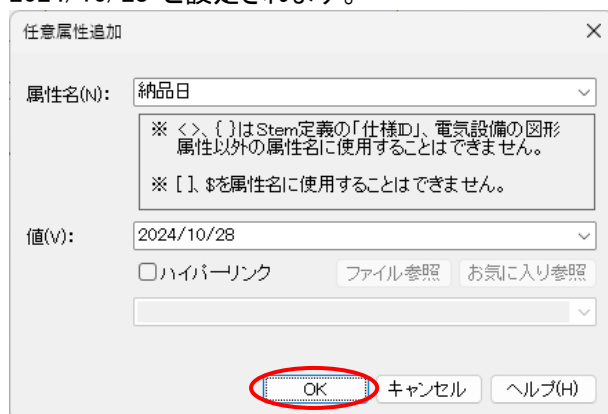 任意属性追加
属性名(N):
納品日
※ <>、{ }はStem定義の「仕様ID」、電気設備の図形
属性以外の属性名に使用することはできません。
※ [ ]、$を属性名に使用することはできません。
値(V):
2024/10/28
ハイパーリンク
ファイル参照
お気に入り参照
OK
キャンセル
ヘルプ(H)